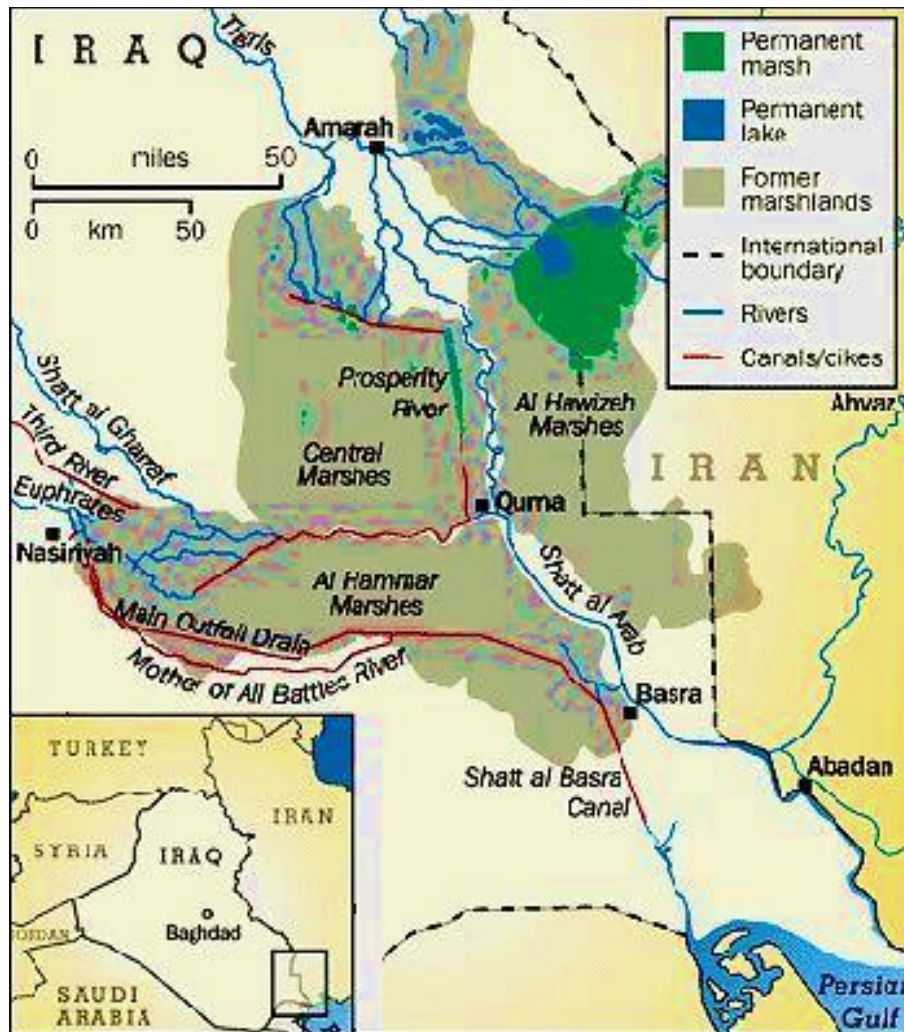 IRAQ
Tigris
Amarah
0 miles 50
0 km 50
Permanent
marsh
Permanent
lake
Former
marshlands
International
boundary
Rivers
Canals/cikes
Shatt al Gharraf
Third River
Euphrates
Nasiriyah
Prosperity
River
Central
Marshes
Al Hawizeh
Marshes
Ahvaz
IRAN
Qurna
Al Hammar
Marshes
Shatt al Arab
Main Outfall Drain
Mother of All Battles River
Basra
Shatt al Basra
Canal
Abadan
Persian
Gulf
TURKEY
SYRIA
IRAQ
IRAN
Baghdad
SAUDI
ARABIA